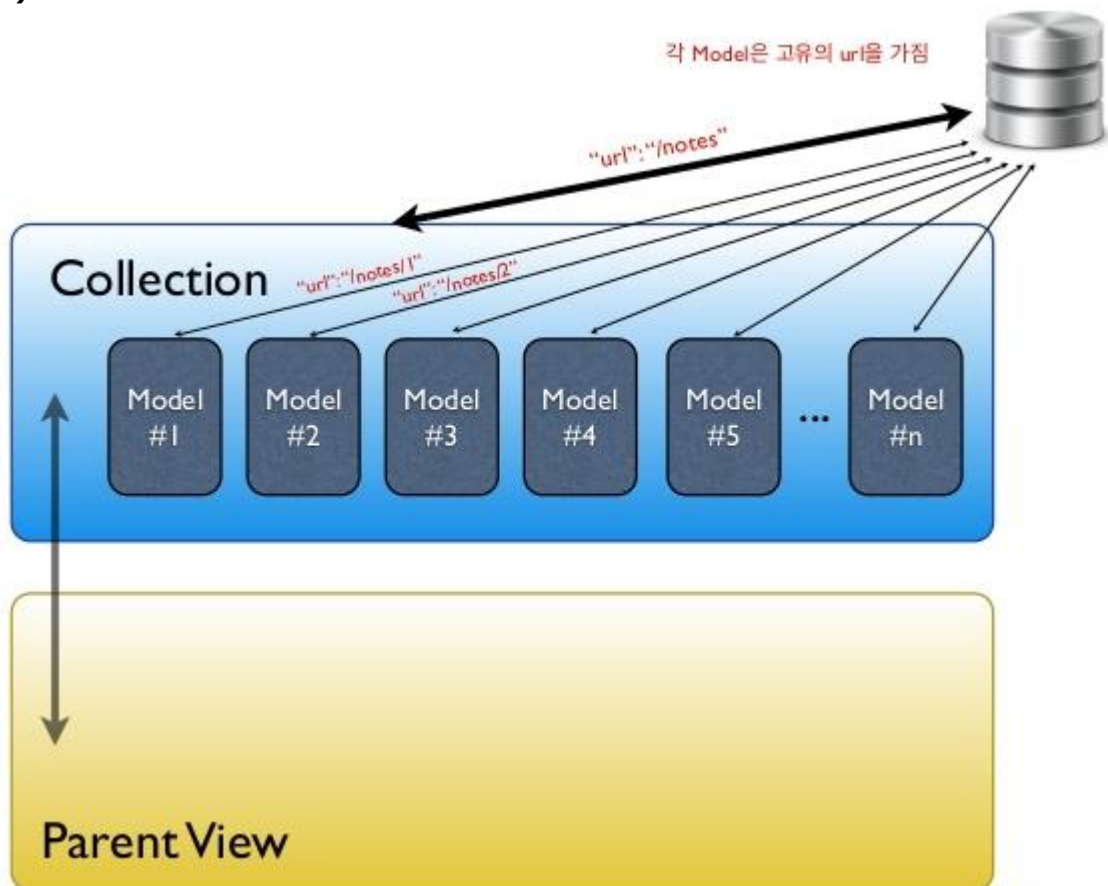 각 Model은 고유의 url을 가짐
“url”:“/notes”
Collection
“url”:“/notes/1”
“url”:“/notes/2”
Model
#1
Model
#2
Model
#3
Model
#4
Model
#5
...
Model
#n
Parent View